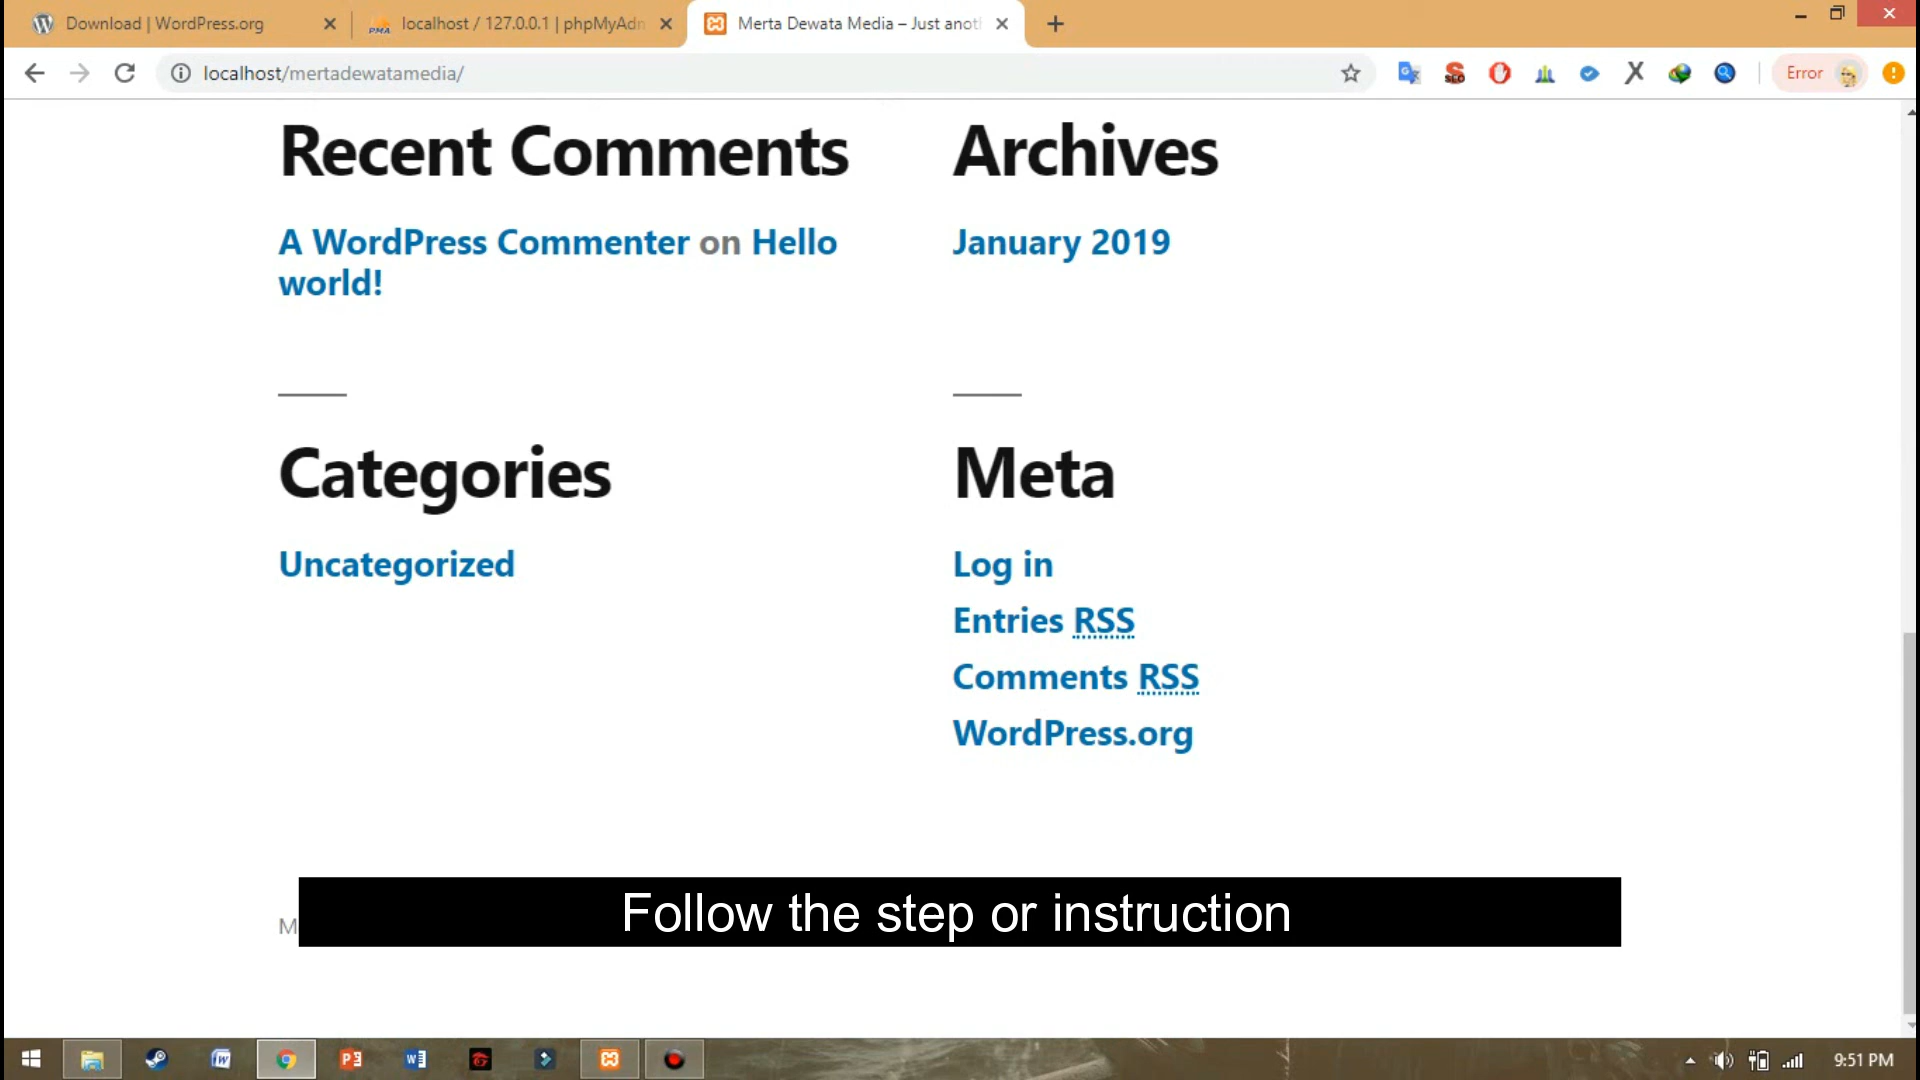 Download | WordPress.org
localhost / 127.0.0.1 | phpMyAdn
Merta Dewata Media – Just anot
localhost/mertadewatamedia/
Error
Recent Comments
A WordPress Commenter on Hello
world!
Archives
January 2019
Categories
Uncategorized
Meta
Log in
Entries RSS
Comments RSS
WordPress.org
M
Follow the step or instruction
9:51 PM